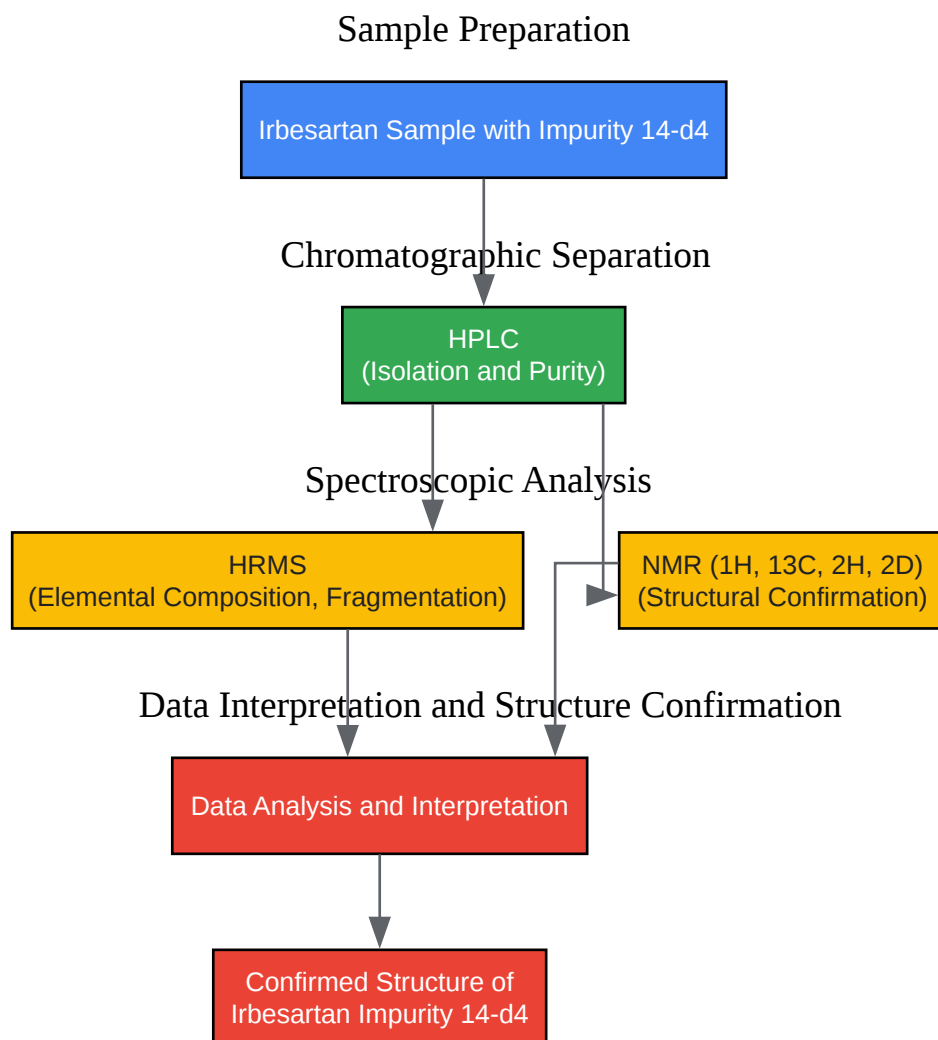 Sample Preparation
Irbesartan Sample with Impurity 14-d4
Chromatographic Separation
HPLC
(Isolation and Purity)
Spectroscopic Analysis
HRMS
(Elemental Composition, Fragmentation)
NMR (1H, 13C, 2H, 2D)
(Structural Confirmation)
Data Interpretation and Structure Confirmation
Data Analysis and Interpretation
Confirmed Structure of
Irbesartan Impurity 14-d4